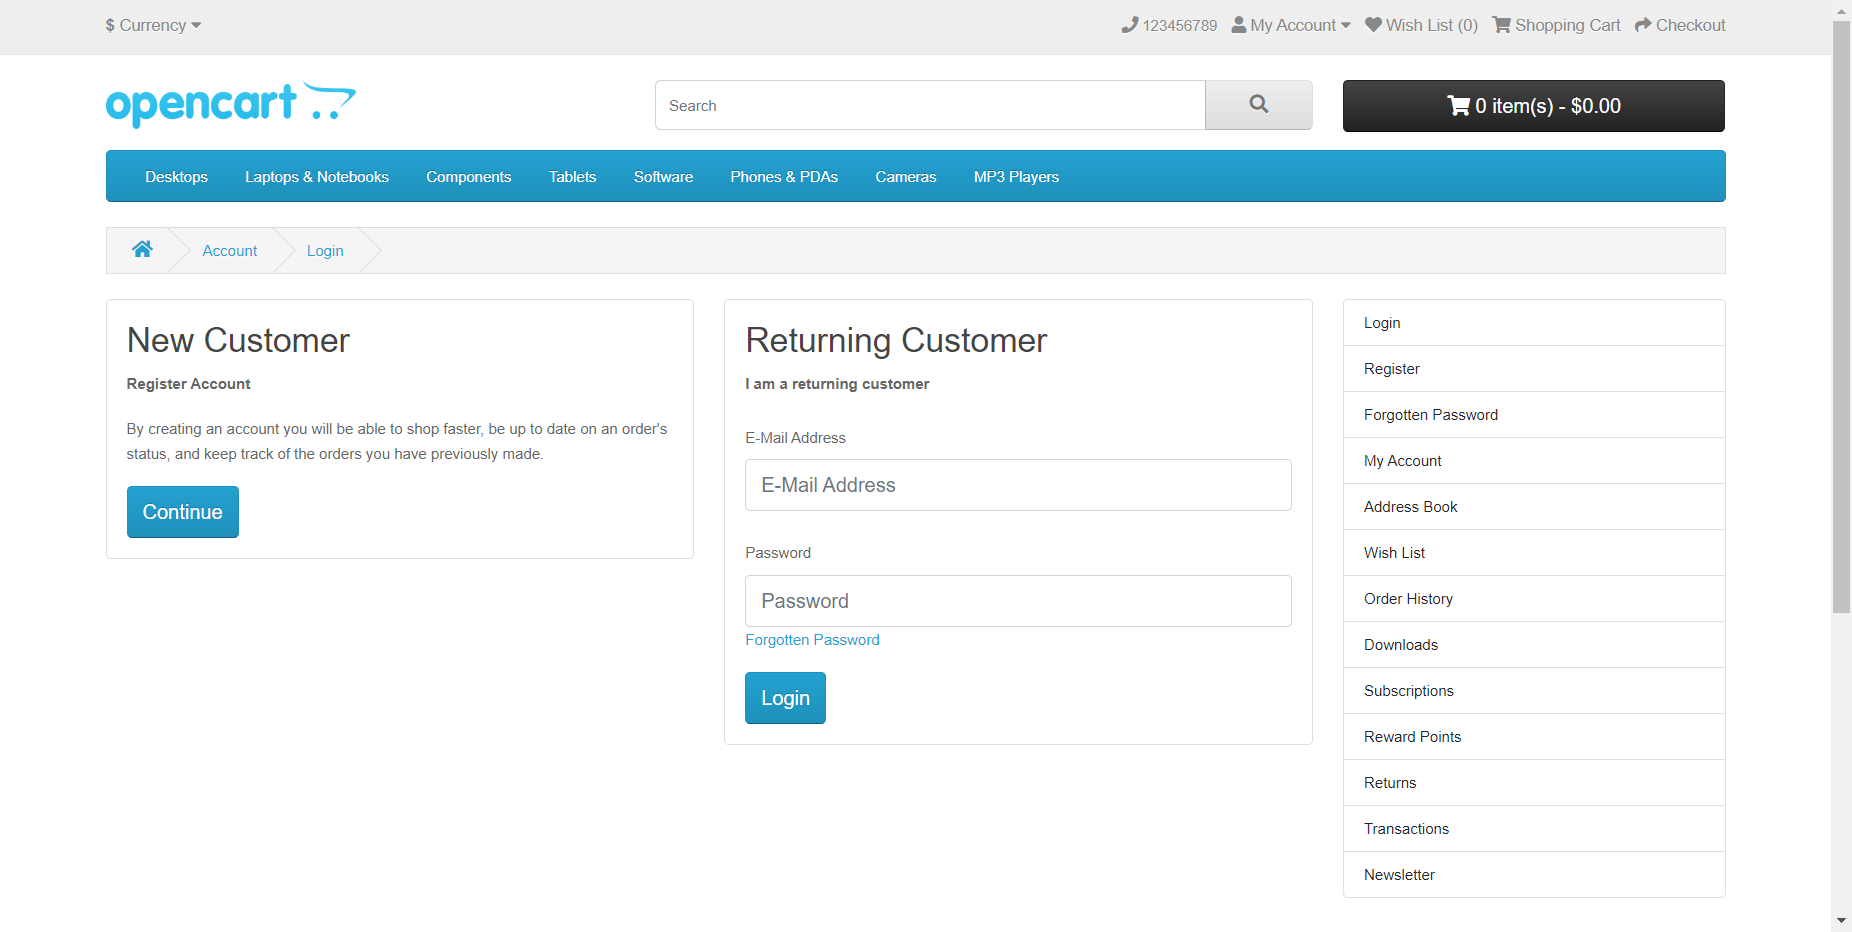 $ Currency
123456789 My Account Wish List (0) Shopping Cart Checkout
opencart
Search
0 item(s) - $0.00
Desktops Laptops & Notebooks Components Tablets Software Phones & PDAs Cameras MP3 Players
Account Login
New Customer
Register Account
By creating an account you will be able to shop faster, be up to date on an order's
status, and keep track of the orders you have previously made.
Continue
Returning Customer
I am a returning customer
E-Mail Address
E-Mail Address
Password
Password
Forgotten Password
Login
Login
Register
Forgotten Password
My Account
Address Book
Wish List
Order History
Downloads
Subscriptions
Reward Points
Returns
Transactions
Newsletter